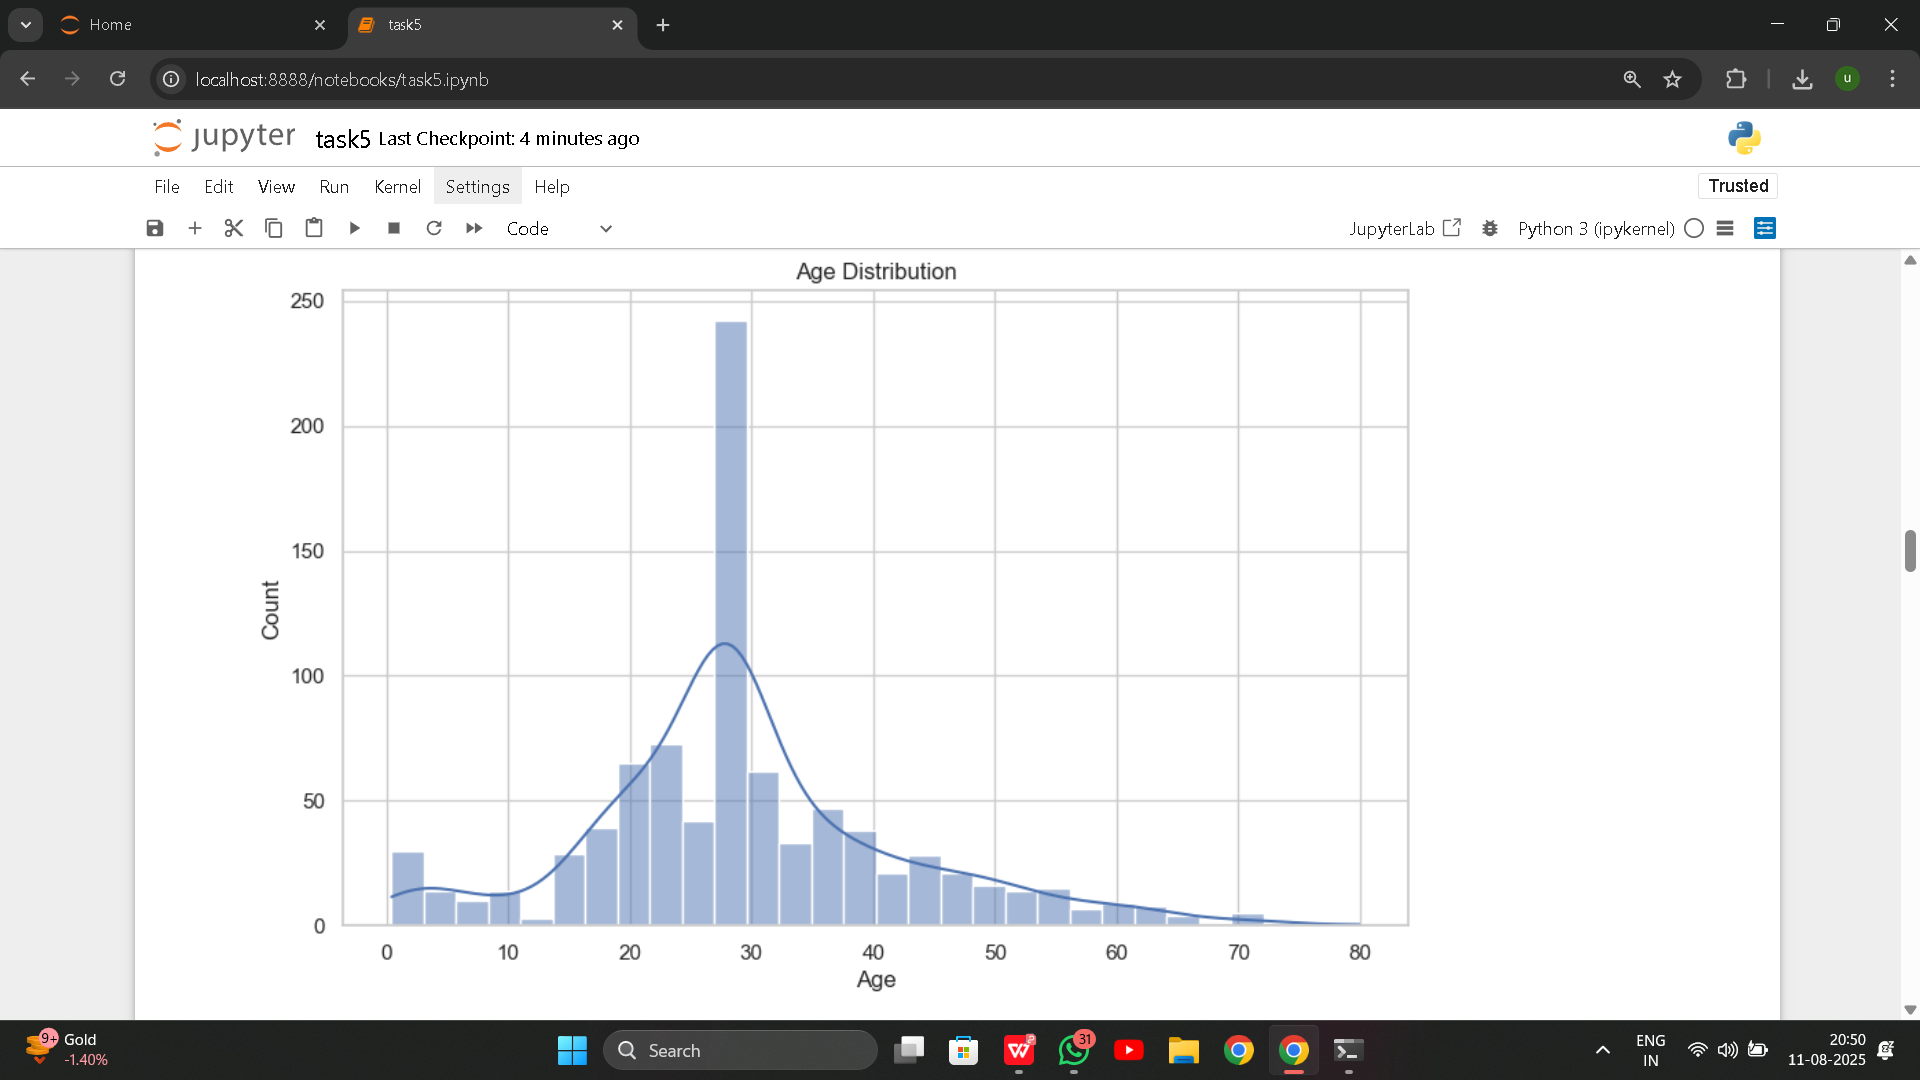 Home
task5
localhost:8888/notebooks/task5.ipynb
u
jupyter task5 Last Checkpoint: 4 minutes ago
File Edit View Run Kernel Settings Help
Trusted
Code
JupyterLab
Python 3 (ipykernel)
Age Distribution
250
200
150
100
50
0
Count
0 10 20 30 40 50 60 70 80
Age
9+
Gold
-1.40%
Search
31
ENG
IN
20:50
11-08-2025